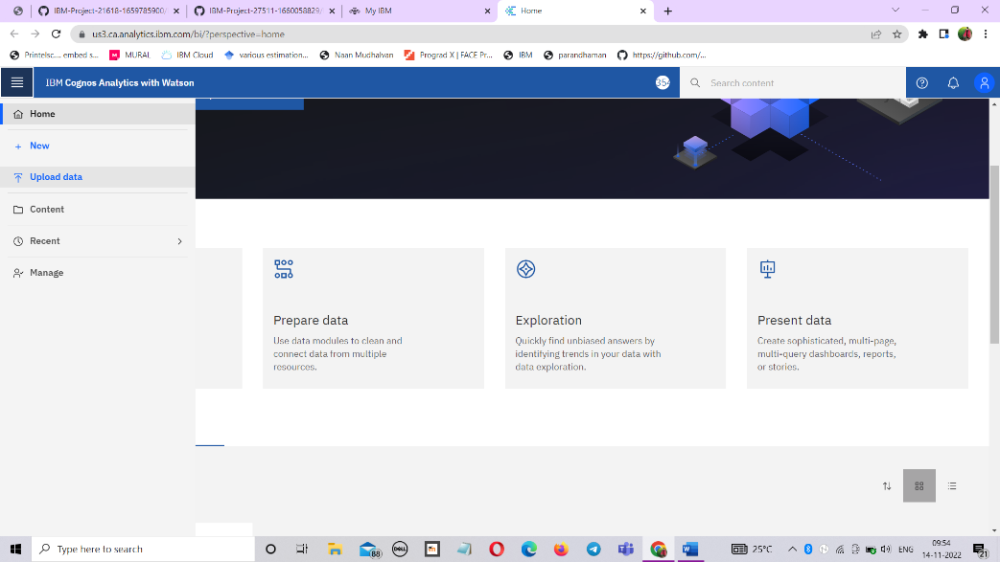 IBM-Project-21618-1659785900/
IBM-Project-27511-1660058829/
My IBM
Home
us3.ca.analytics.ibm.com/bi/?perspective=home
Printelsc.... embed s...
MURAL
IBM Cloud
various estimation...
Naan Mudhalvan
Prograd X | FACE Pr...
IBM
parandhaman
https://github.com/...
IBM Cognos Analytics with Watson
354
Search content
Home
New
Upload data
Content
Recent
Manage
Prepare data
Use data modules to clean and
connect data from multiple
resources.
Exploration
Quickly find unbiased answers by
identifying trends in your data with
data exploration.
Present data
Create sophisticated, multi-page,
multi-query dashboards, reports,
or stories.
Type here to search
88
DELL
25°C
ENG
09:54
14-11-2022
21